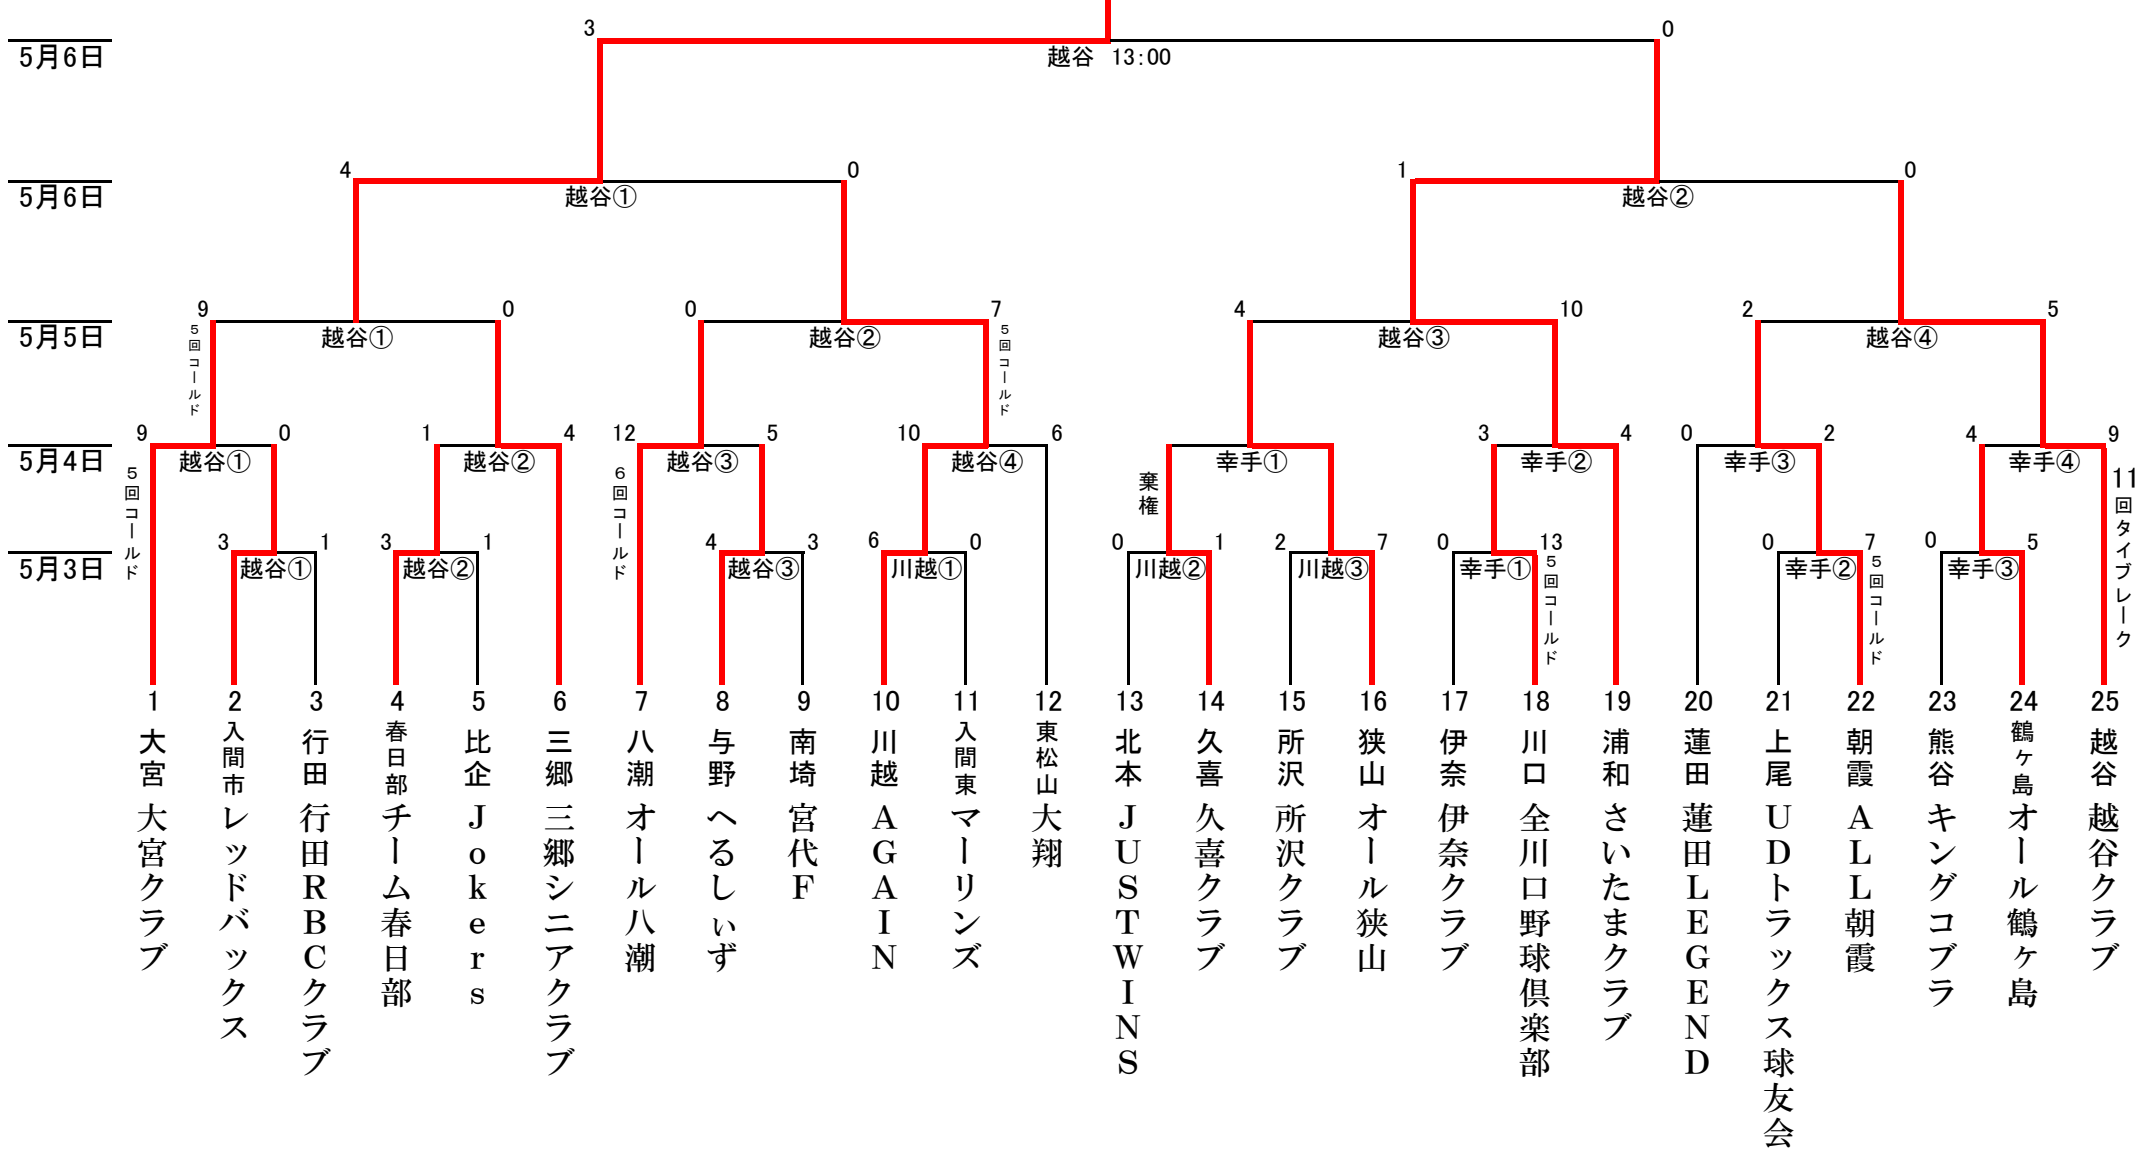 3 0
5月6日 越谷 13:00
4 0 1 0
5月6日 越谷① 越谷②
9 0 0 7 4 10 2 5
5月5日 越谷① 越谷② 越谷③ 越谷④
5回コールド
5回コールド
9 0 1 4 12 5 10 6 3 4 0 2 4 9
5月4日 越谷① 越谷② 越谷③ 越谷④ 幸手① 幸手② 幸手③ 幸手④
5回コールド
6回コールド
棄権
11回タイブレーク
3 1 3 1 4 3 6 0 0 1 2 7 0 13 0 7 0 5
5月3日 越谷① 越谷② 越谷③ 川越① 川越② 川越③ 幸手① 幸手② 幸手③
5回コールド
5回コールド
1 大宮 大宮クラブ
2 入間市 レッドバックス
3 行田 行田RBCクラブ
4 春日部 チーム春日部
5 比企 Jokers
6 三郷 三郷シニアクラブ
7 八潮 オール八潮
8 与野 へるしぃず
9 南埼 宮代F
10 川越 AGAIN
11 入間東 マーリンズ
12 東松山 大翔
13 北本 JUSTWINS
14 久喜 久喜クラブ
15 所沢 所沢クラブ
16 狭山 オール狭山
17 伊奈 伊奈クラブ
18 川口 全川口野球倶楽部
19 浦和 さいたまクラブ
20 蓮田 蓮田LEGEND
21 上尾 UDトラックス球友会
22 朝霞 ALL朝霞
23 熊谷 キングコブラ
24 鶴ヶ島 オール鶴ヶ島
25 越谷 越谷クラブ